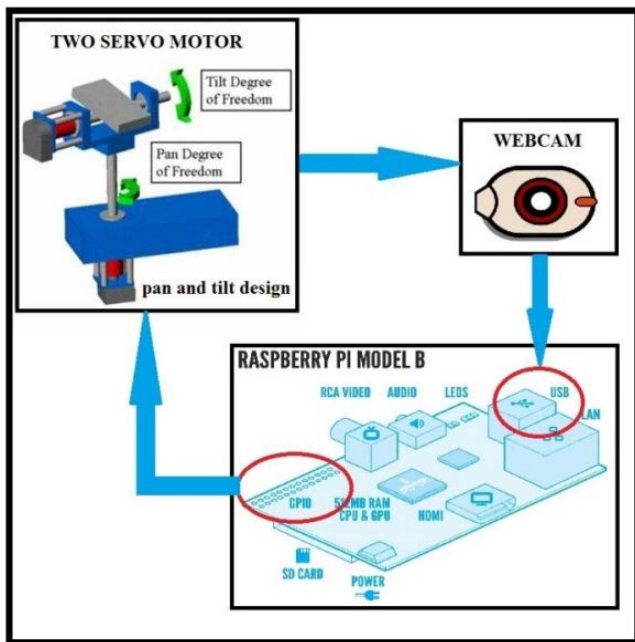 TWO SERVO MOTOR
Tilt Degree
of Freedom
Pan Degree
of Freedom
pan and tilt design
WEBCAM
RASPBERRY PI MODEL B
RCA VIDEO
AUDIO
LEDS
USB
LAN
GPIO
512MB RAM
CPU & GPU
HDMI
SD CARD
POWER